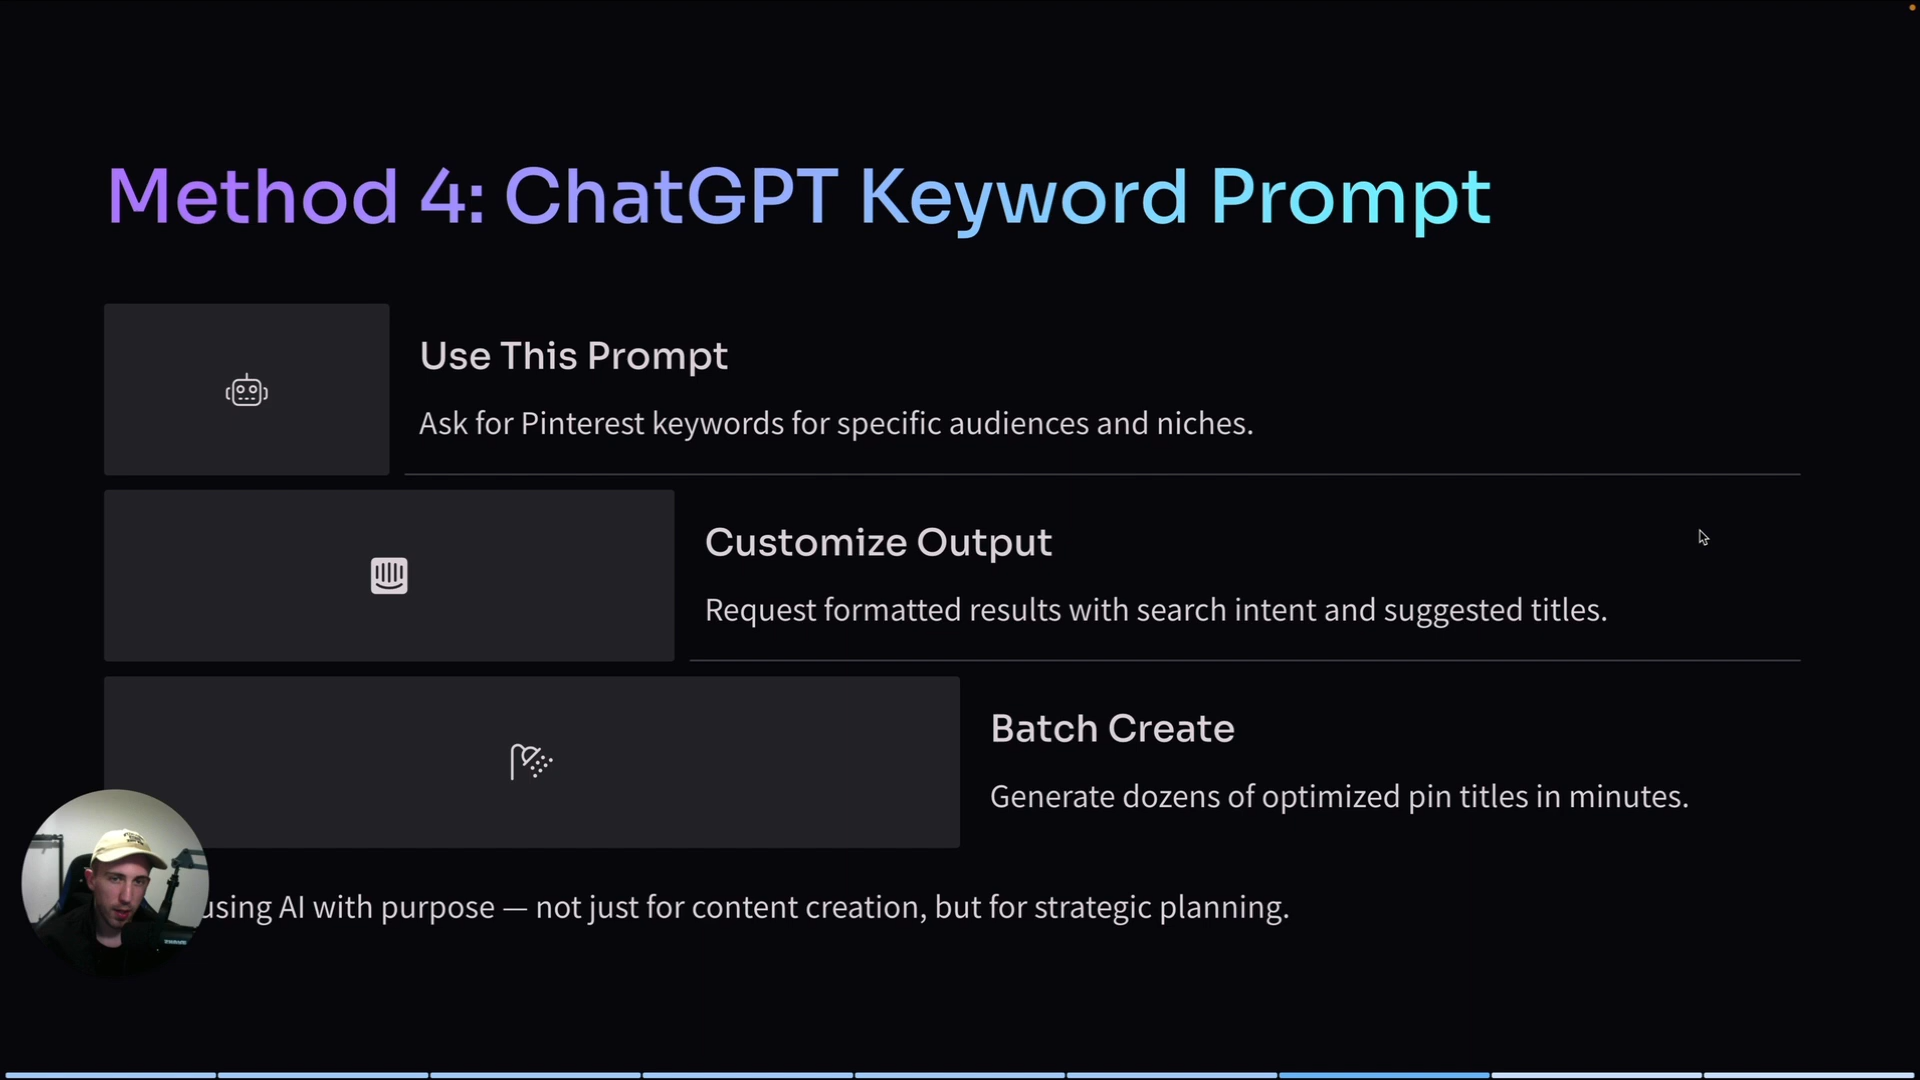 Method 4: ChatGPT Keyword Prompt
Use This Prompt
Ask for Pinterest keywords for specific audiences and niches.
Customize Output
Request formatted results with search intent and suggested titles.
Batch Create
Generate dozens of optimized pin titles in minutes.
using AI with purpose — not just for content creation, but for strategic planning.